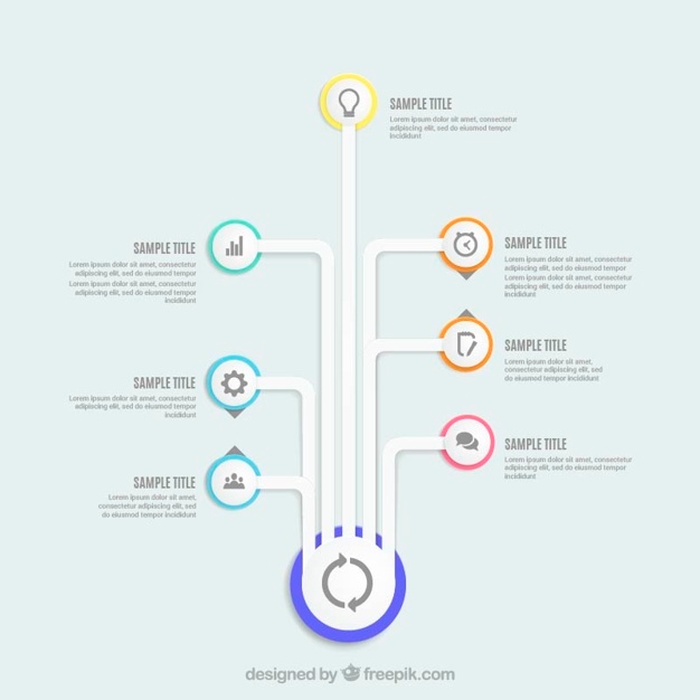 SAMPLE TITLE
Lorem ipsum dolor sit amet, consectetur
adipiscing elit, sed do eiusmod tempor
incididunt
SAMPLE TITLE
Lorem ipsum dolor sit amet, consectetur
adipiscing elit, sed do eiusmod tempor
Lorem ipsum dolor sit amet, consectetur
adipiscing elit, sed do eiusmod tempor
incididunt
SAMPLE TITLE
Lorem ipsum dolor sit amet, consectetur
adipiscing elit, sed do eiusmod tempor
Lorem ipsum dolor sit amet, consectetur
adipiscing elit, sed do eiusmod tempor
incididunt
SAMPLE TITLE
Lorem ipsum dolor sit amet,
consectetur adipiscing elit, sed do
eiusmod tempor incididunt
SAMPLE TITLE
Lorem ipsum dolor sit amet, consectetur
adipiscing elit, sed do eiusmod tempor
incididunt
SAMPLE TITLE
Lorem ipsum dolor sit amet, consectetur
adipiscing elit, sed do eiusmod tempor
incididunt
SAMPLE TITLE
Lorem ipsum dolor sit amet,
consectetur adipiscing elit, sed
do eiusmod tempor incididunt
designed by freepik.com